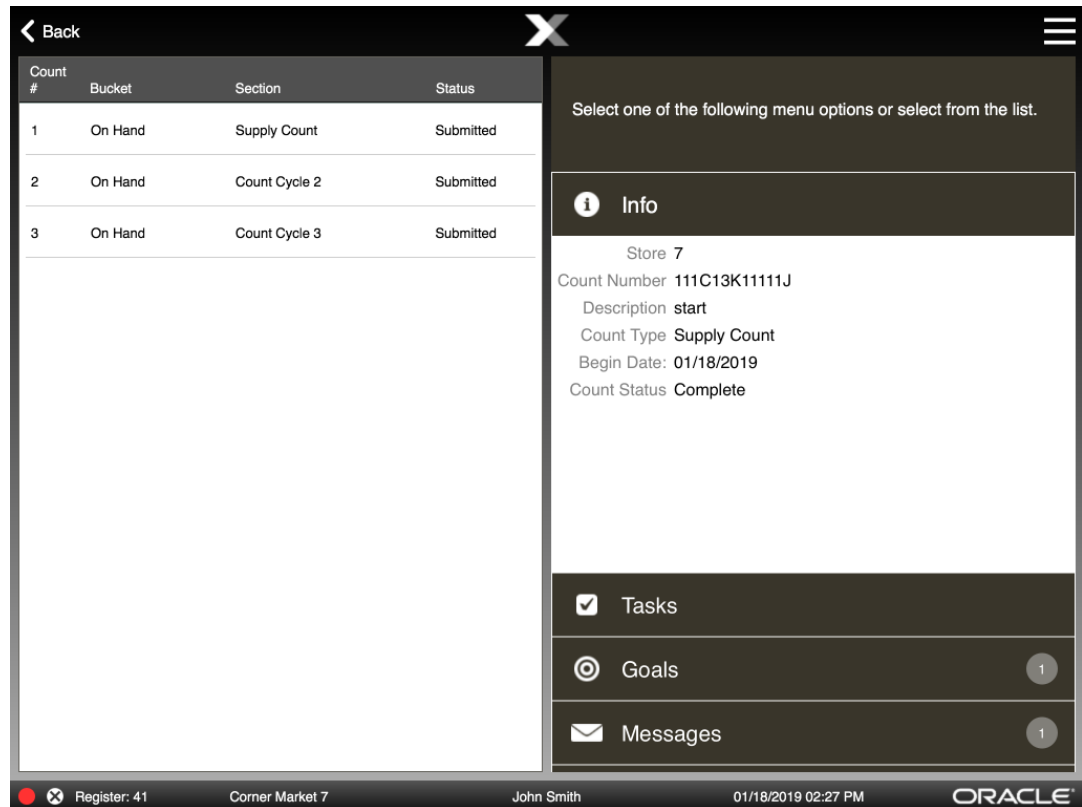 Back
Count
# Bucket Section Status
1 On Hand Supply Count Submitted
2 On Hand Count Cycle 2 Submitted
3 On Hand Count Cycle 3 Submitted
Select one of the following menu options or select from the list.
Info
Store 7
Count Number 111C13K11111J
Description start
Count Type Supply Count
Begin Date: 01/18/2019
Count Status Complete
Tasks
Goals 1
Messages 1
Register: 41 Corner Market 7 John Smith 01/18/2019 02:27 PM ORACLE